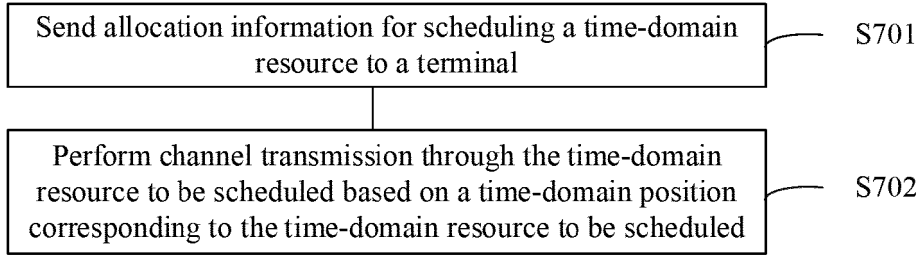 Send allocation information for scheduling a time-domain
resource to a terminal
S701
Perform channel transmission through the time-domain
resource to be scheduled based on a time-domain position
corresponding to the time-domain resource to be scheduled
S702